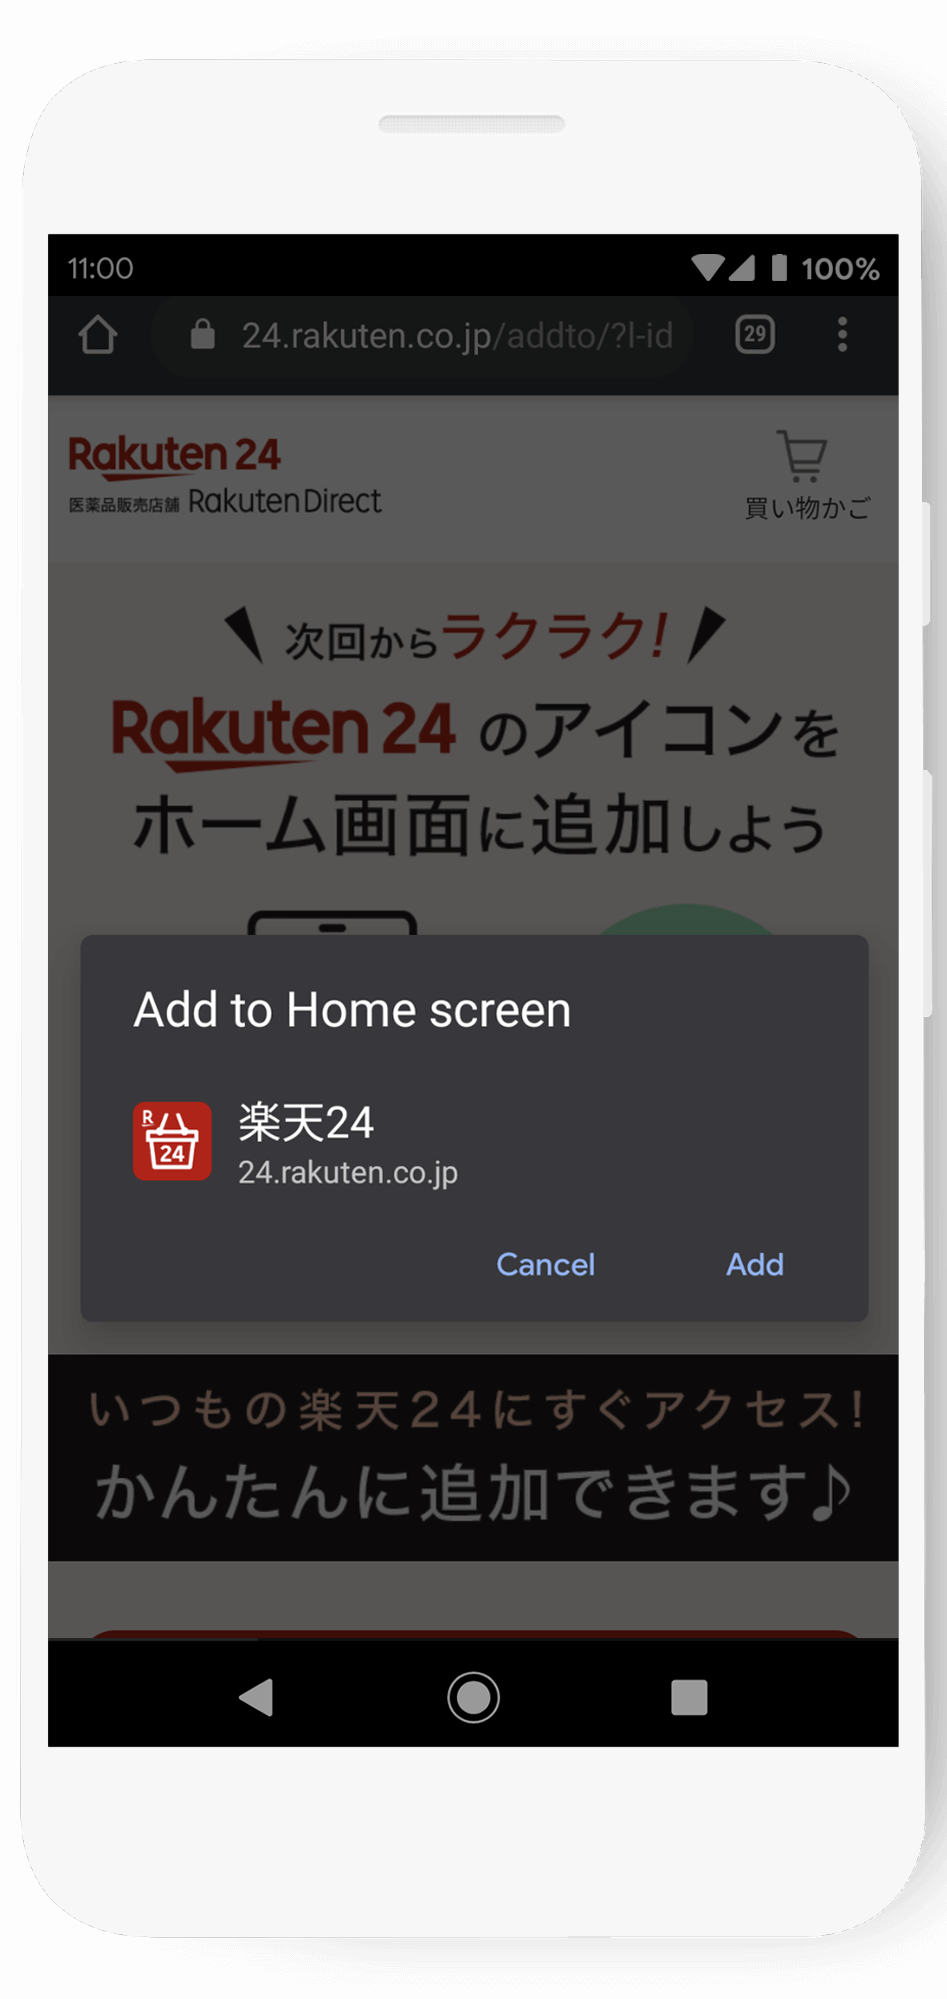 11:00
100%
24.rakuten.co.jp/addto/?l-id
29
Rakuten 24
医薬品販売店舗 Rakuten Direct
買い物かご
次回からラクラク!
Rakuten 24 のアイコンを
ホーム画面に追加しよう
Add to Home screen
R
24
楽天24
24.rakuten.co.jp
Cancel
Add
いつもの楽天24にすぐアクセス!
かんたんに追加できます♪